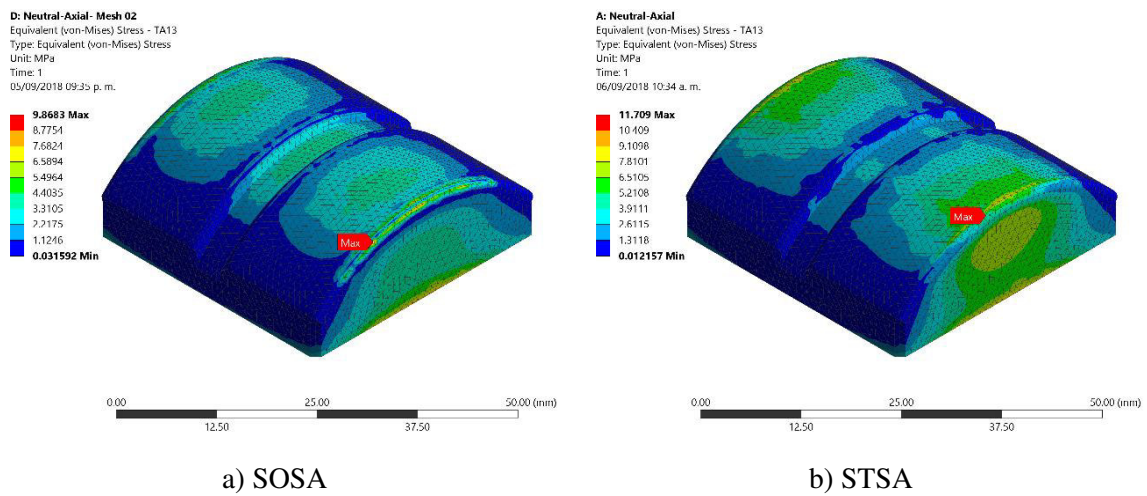 D: Neutral-Axial- Mesh 02
Equivalent (von-Mises) Stress - TA13
Type: Equivalent (von-Mises) Stress
Unit: MPa
Time: 1
05/09/2018 09:35 p. m.
9.8683 Max
8.7754
7.6824
6.5894
5.4964
4.4035
3.3105
2.2175
1.1246
0.031592 Min
Max
0.00
25.00
50.00 (mm)
12.50
37.50
a) SOSA
A: Neutral-Axial
Equivalent (von-Mises) Stress - TA13
Type: Equivalent (von-Mises) Stress
Unit: MPa
Time: 1
06/09/2018 10:34 a. m.
11.709 Max
10.409
9.1098
7.8101
6.5105
5.2108
3.9111
2.6115
1.3118
0.012157 Min
Max
0.00
25.00
50.00 (mm)
12.50
37.50
b) STSA